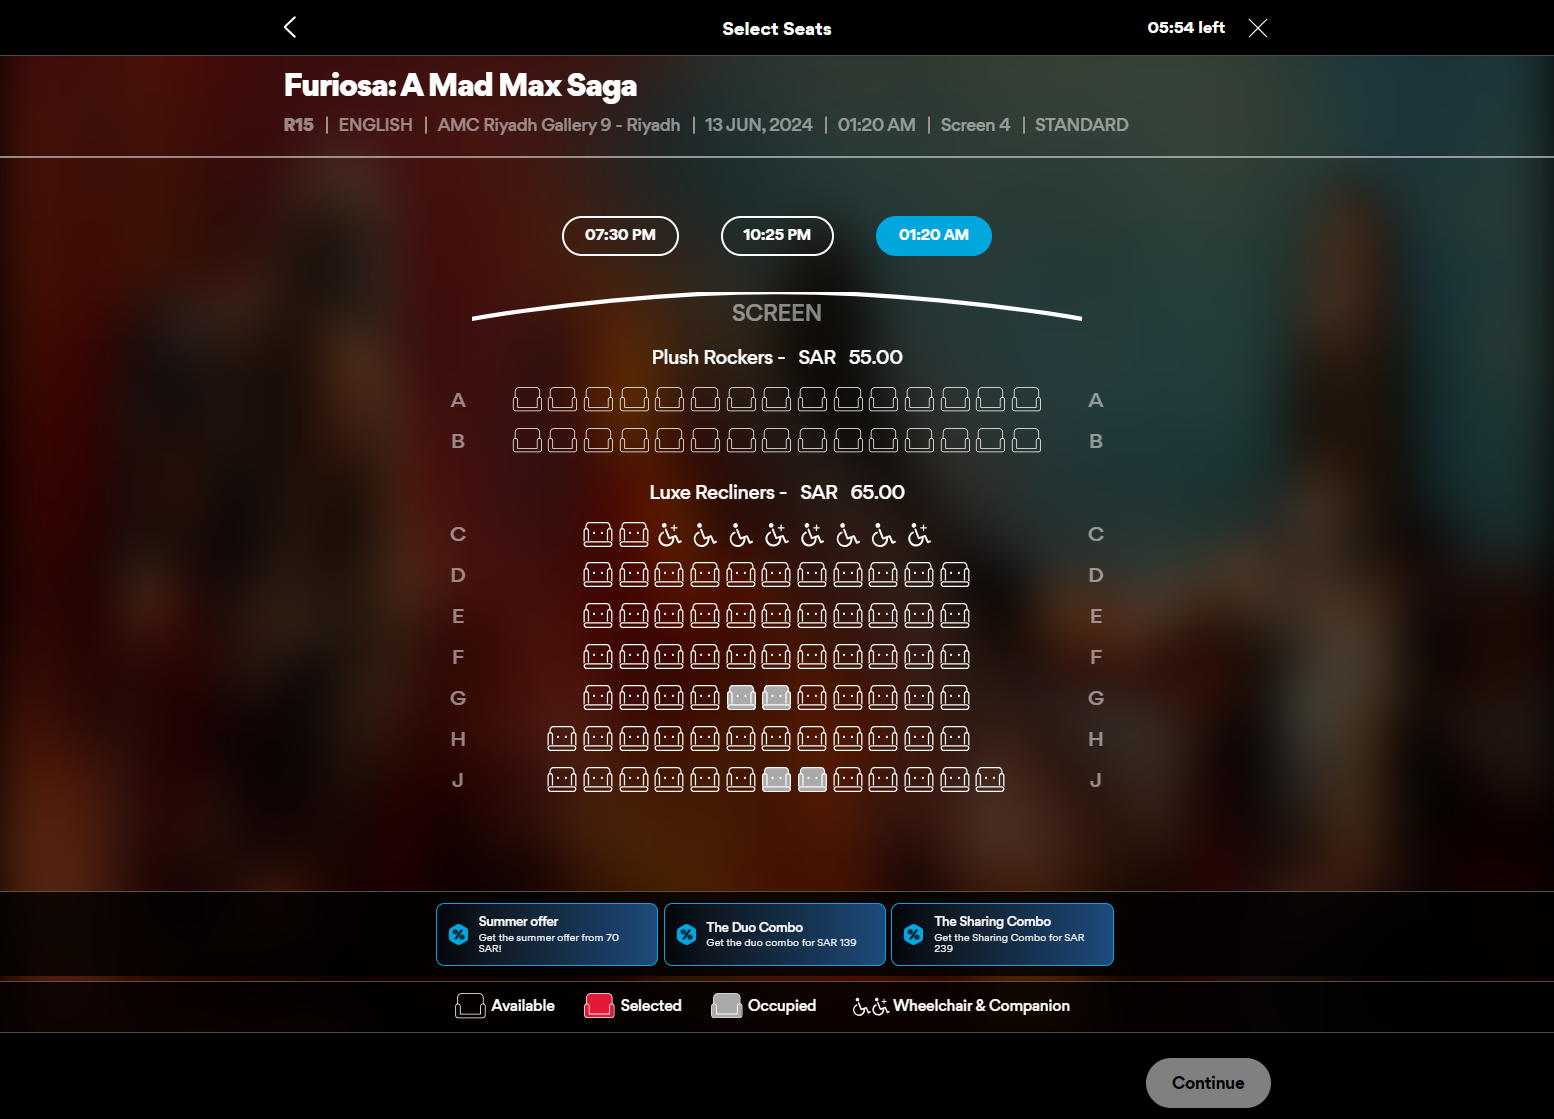 Select Seats
05:54 left
Furiosa: A Mad Max Saga
R15 | ENGLISH | AMC Riyadh Gallery 9 - Riyadh | 13 JUN, 2024 | 01:20 AM | Screen 4 | STANDARD
07:30 PM
10:25 PM
01:20 AM
SCREEN
Plush Rockers - SAR 55.00
A A
B B
Luxe Recliners - SAR 65.00
C C
D D
E E
F F
G G
H H
J J
Summer offer
Get the summer offer from 70
SAR!
The Duo Combo
Get the duo combo for SAR 139
The Sharing Combo
Get the Sharing Combo for SAR
239
Available
Selected
Occupied
Wheelchair & Companion
Continue